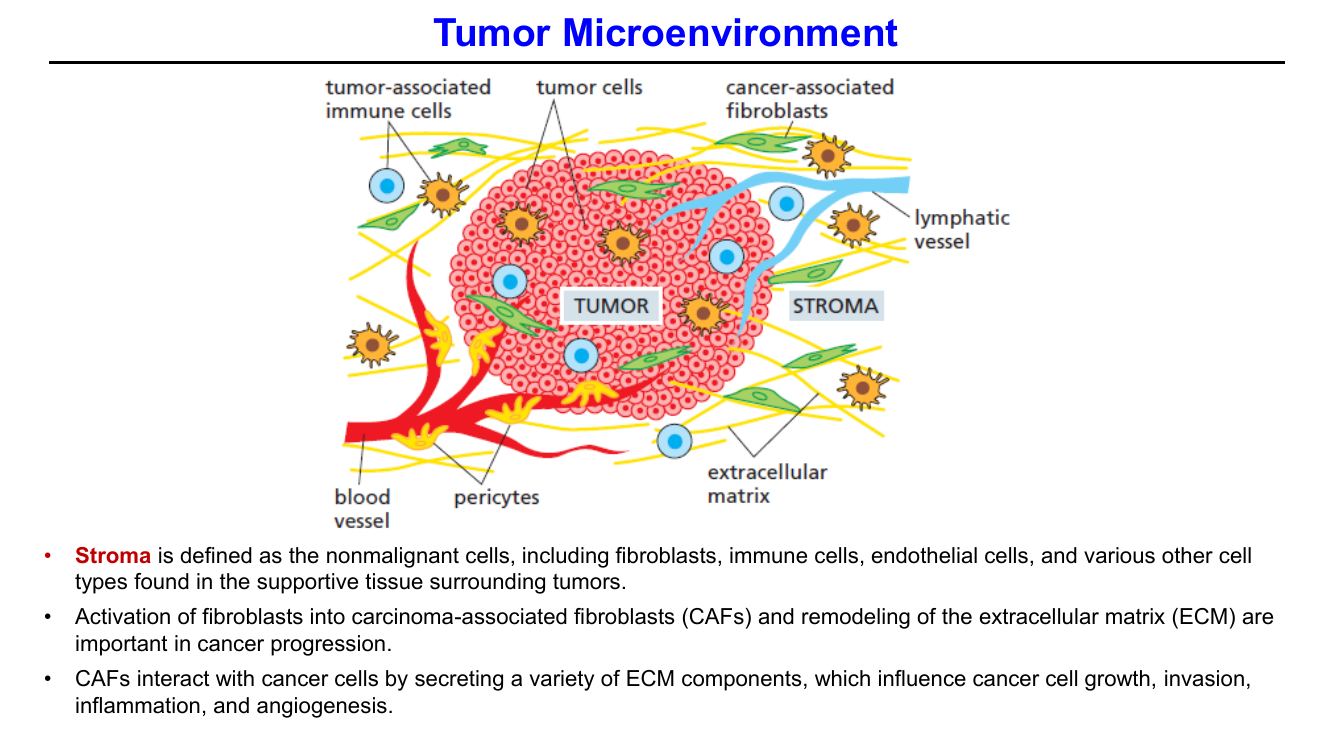 Tumor Microenvironment
tumor-associated
immune cells
tumor cells
cancer-associated
fibroblasts
lymphatic
vessel
TUMOR
STROMA
extracellular
matrix
blood
vessel
pericytes
• Stroma is defined as the nonmalignant cells, including fibroblasts, immune cells, endothelial cells, and various other cell
types found in the supportive tissue surrounding tumors.
• Activation of fibroblasts into carcinoma-associated fibroblasts (CAFs) and remodeling of the extracellular matrix (ECM) are
important in cancer progression.
• CAFs interact with cancer cells by secreting a variety of ECM components, which influence cancer cell growth, invasion,
inflammation, and angiogenesis.